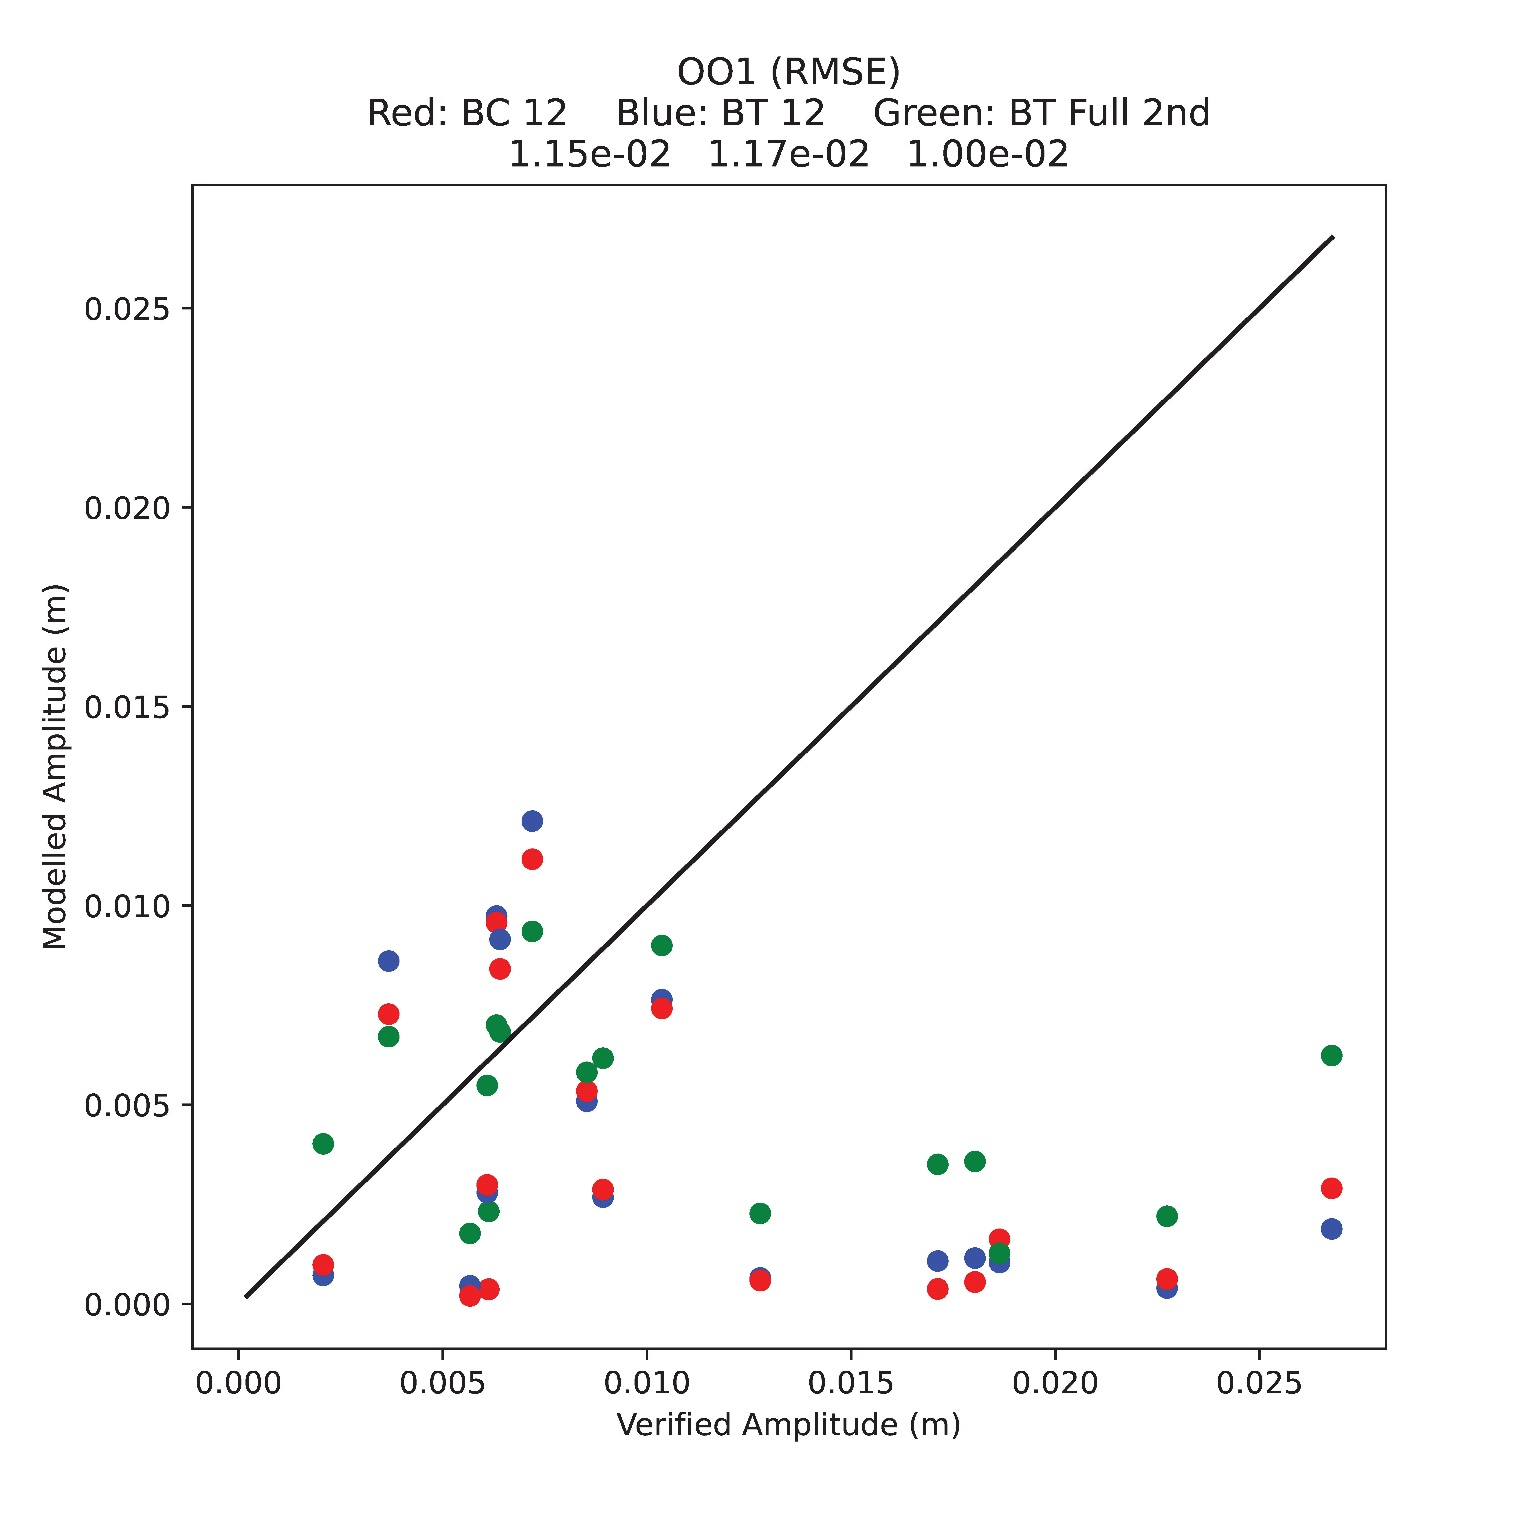 OO1 (RMSE)
Red: BC 12 Blue: BT 12 Green: BT Full 2nd
1.15e-02 1.17e-02 1.00e-02
0.025
0.020
0.015
0.010
0.005
0.000
Modelled Amplitude (m)
0.000 0.005 0.010 0.015 0.020 0.025
Verified Amplitude (m)